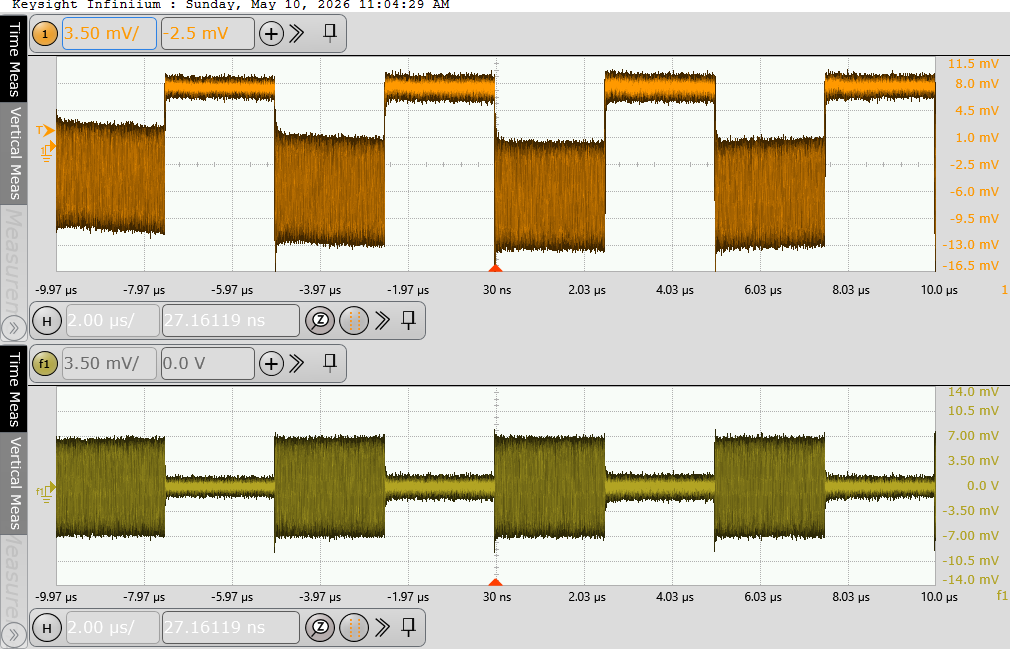 Keysight Infiniium : Sunday, May 10, 2026 11:04:29 AM
Time Meas
Vertical Meas
1
3.50 mV/
-2.5 mV
11.5 mV
8.0 mV
4.5 mV
1.0 mV
-2.5 mV
-6.0 mV
-9.5 mV
-13.0 mV
-16.5 mV
T
-9.97 µs -7.97 µs -5.97 µs -3.97 µs -1.97 µs 30 ns 2.03 µs 4.03 µs 6.03 µs 8.03 µs 10.0 µs 1
H 2.00 µs/ 27.16119 ns Z
Time Meas
Vertical Meas
f1
3.50 mV/
0.0 V
14.0 mV
10.5 mV
7.00 mV
3.50 mV
0.0 V
-3.50 mV
-7.00 mV
-10.5 mV
-14.0 mV
f1
-9.97 µs -7.97 µs -5.97 µs -3.97 µs -1.97 µs 30 ns 2.03 µs 4.03 µs 6.03 µs 8.03 µs 10.0 µs f1
H 2.00 µs/ 27.16119 ns Z